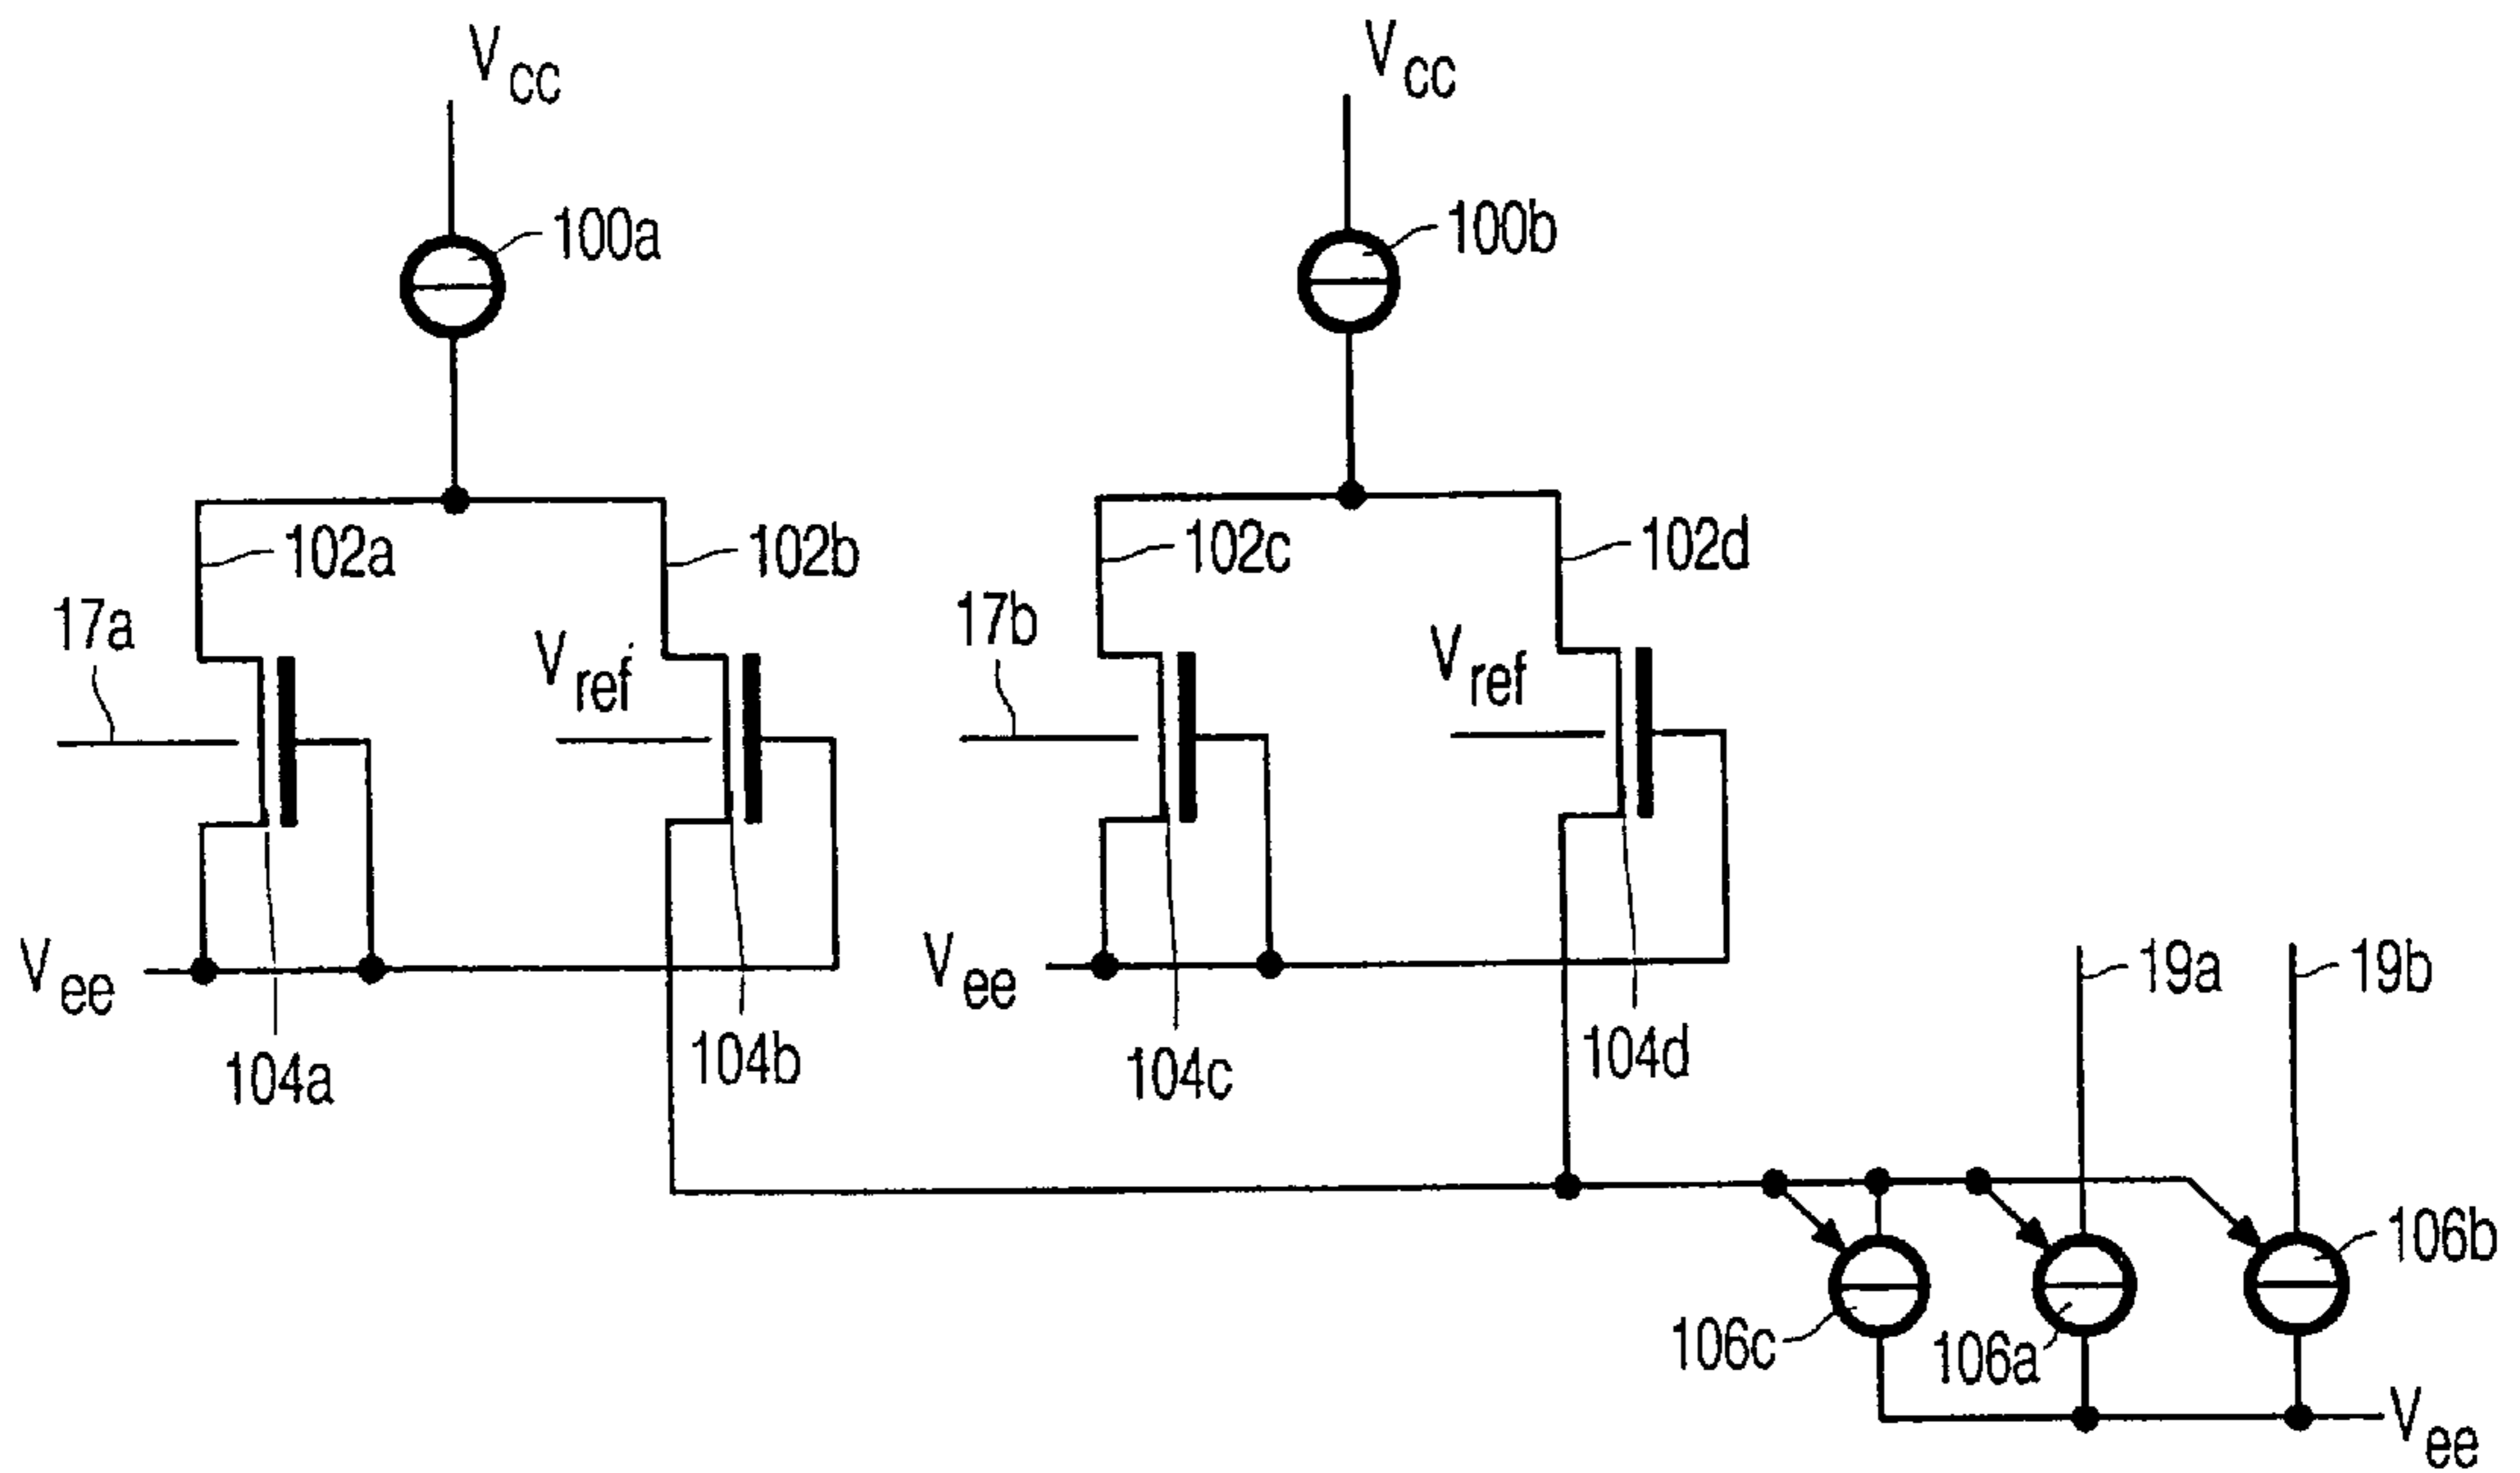 Vcc Vcc
100a 100b
102a 102b 102c 102d
17a Vref 17b Vref
Vee Vee 19a 19b
104a 104b 104c 104d
106b
106c 106a
Vee